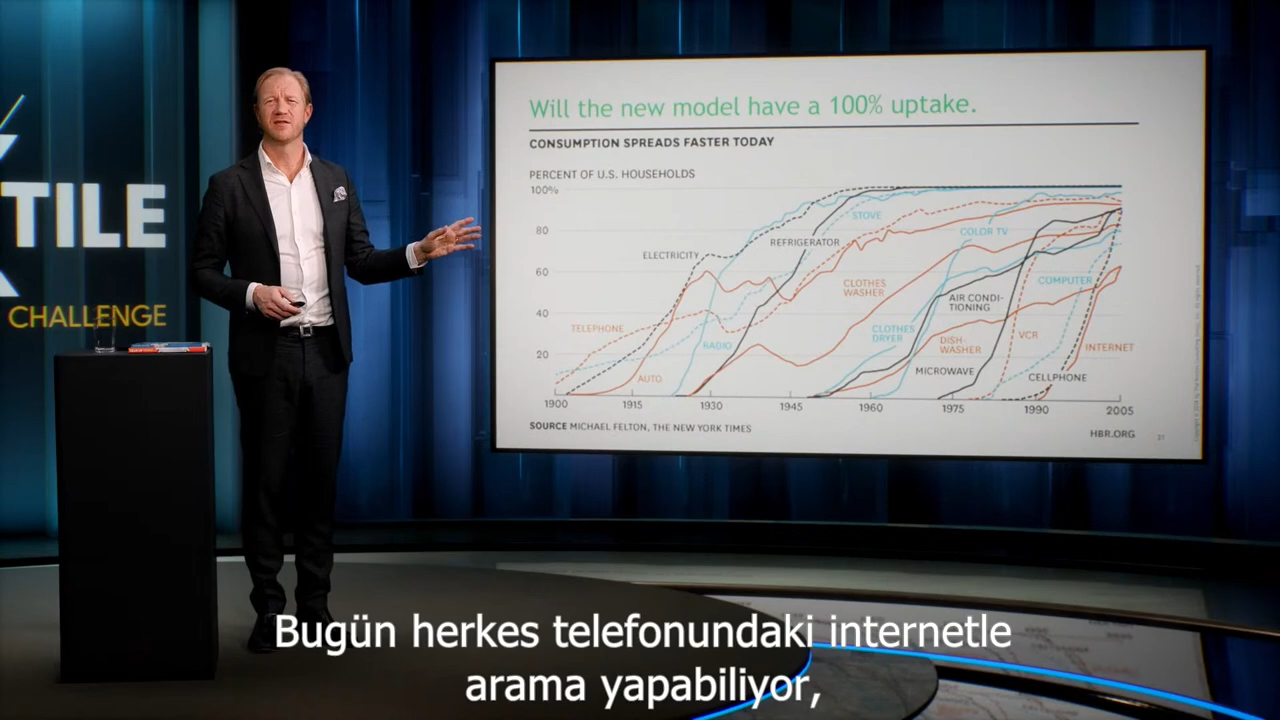 TILE
CHALLENGE
Will the new model have a 100% uptake.
CONSUMPTION SPREADS FASTER TODAY
PERCENT OF U.S. HOUSEHOLDS
100%
80
60
40
20
STOVE
REFRIGERATOR
COLOR TV
ELECTRICITY
CLOTHES
WASHER
COMPUTER
AIR CONDI-
TIONING
TELEPHONE
RADIO
CLOTHES
DRYER
DISH-
WASHER
VCR
INTERNET
AUTO
MICROWAVE
CELLPHONE
1900
1915
1930
1945
1960
1975
1990
2005
SOURCE MICHAEL FELTON, THE NEW YORK TIMES
HBR.ORG
Bugün herkes telefonundaki internetle
arama yapabiliyor,